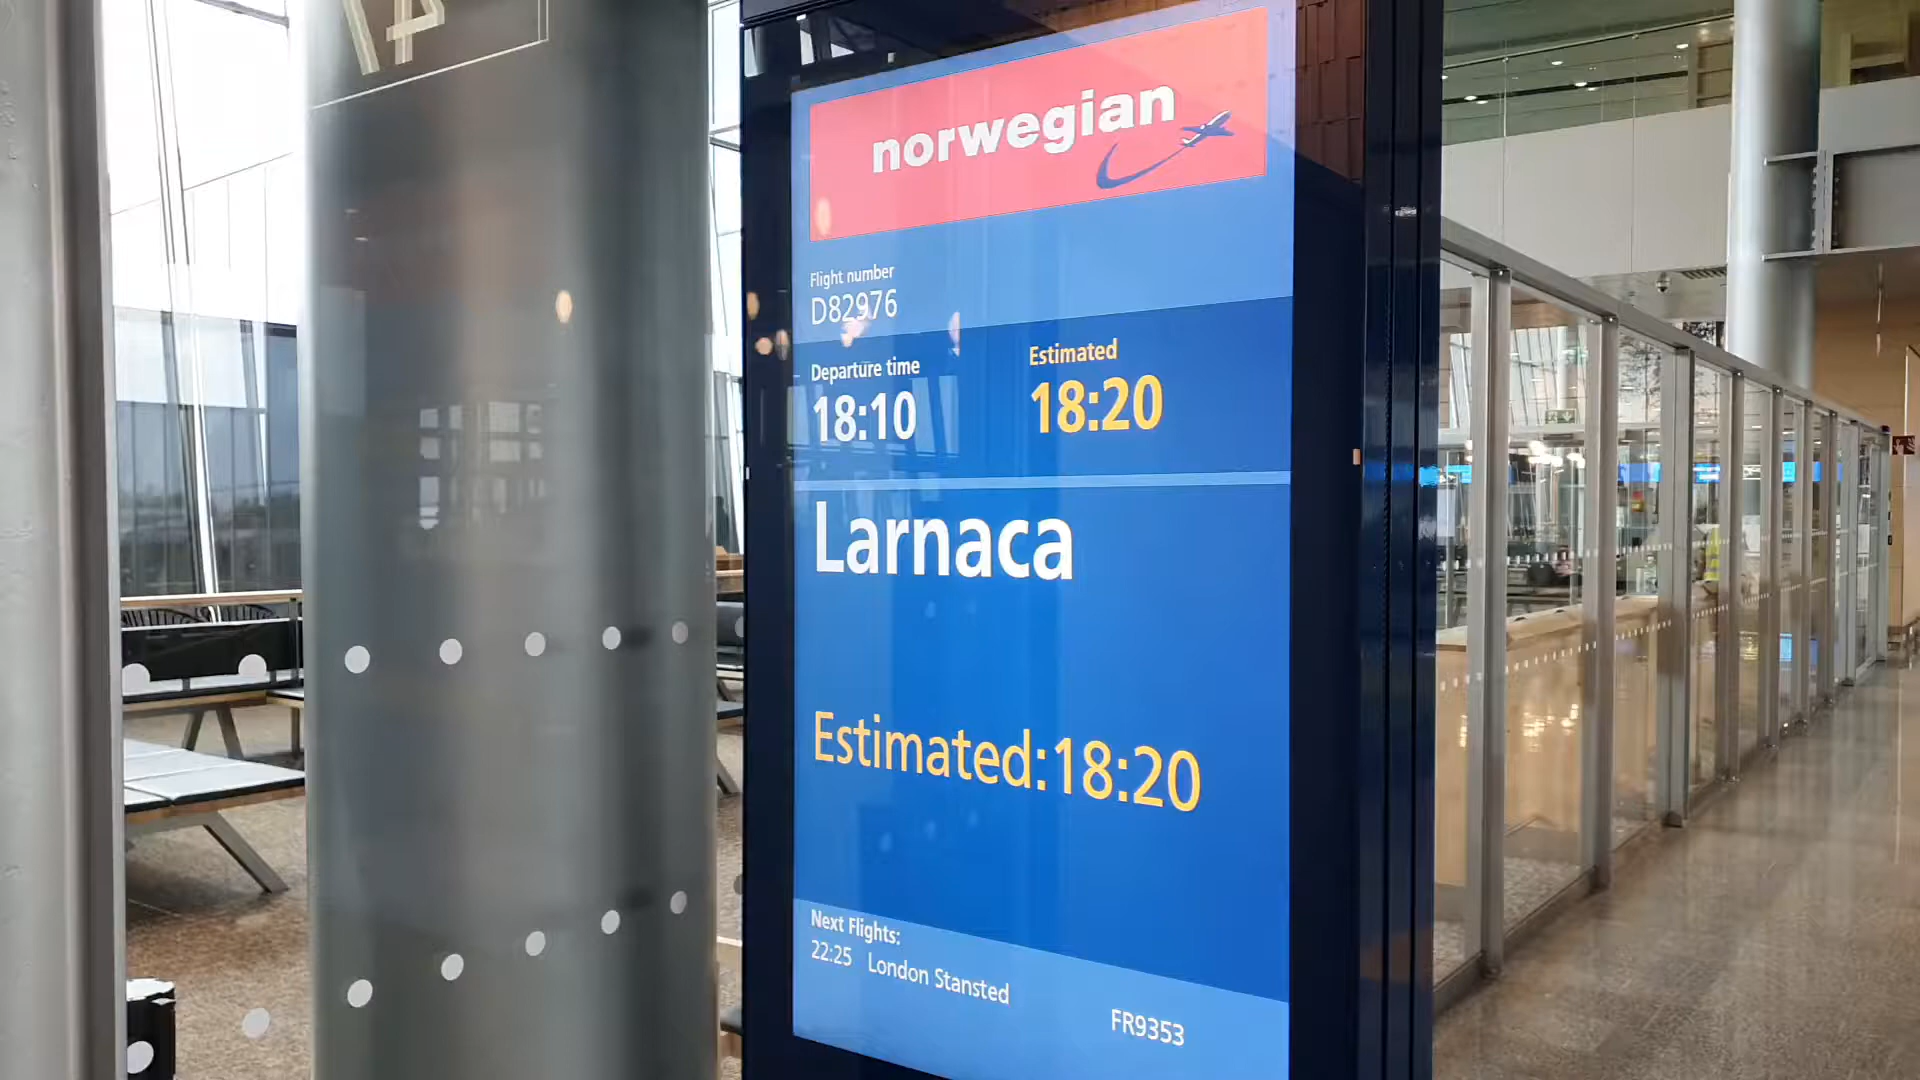 norwegian
Flight number
D82976
Departure time
18:10
Estimated
18:20
Larnaca
Estimated:18:20
Next Flights:
22:25 London Stansted
FR9353